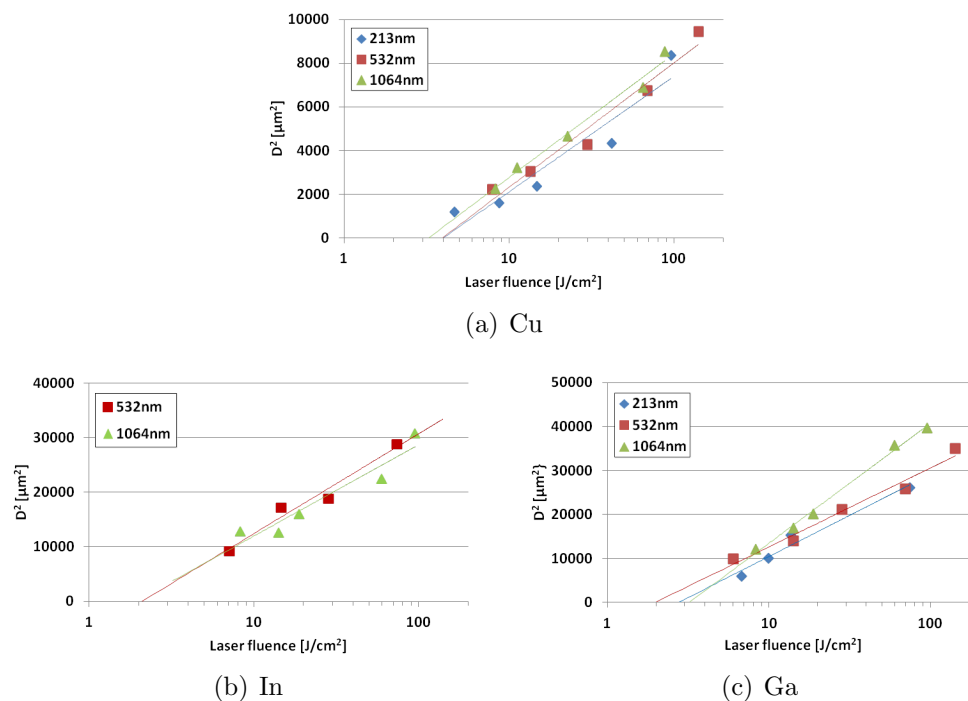 10000
8000
6000
4000
2000
0
D² [µm²]
213nm
532nm
1064nm
1 10 100
Laser fluence [J/cm²]
(a) Cu
40000
30000
20000
10000
0
D² [µm²]
532nm
1064nm
1 10 100
Laser fluence [J/cm²]
(b) In
50000
40000
30000
20000
10000
0
D² [µm²}
213nm
532nm
1064nm
1 10 100
Laser fluence [J/cm²]
(c) Ga